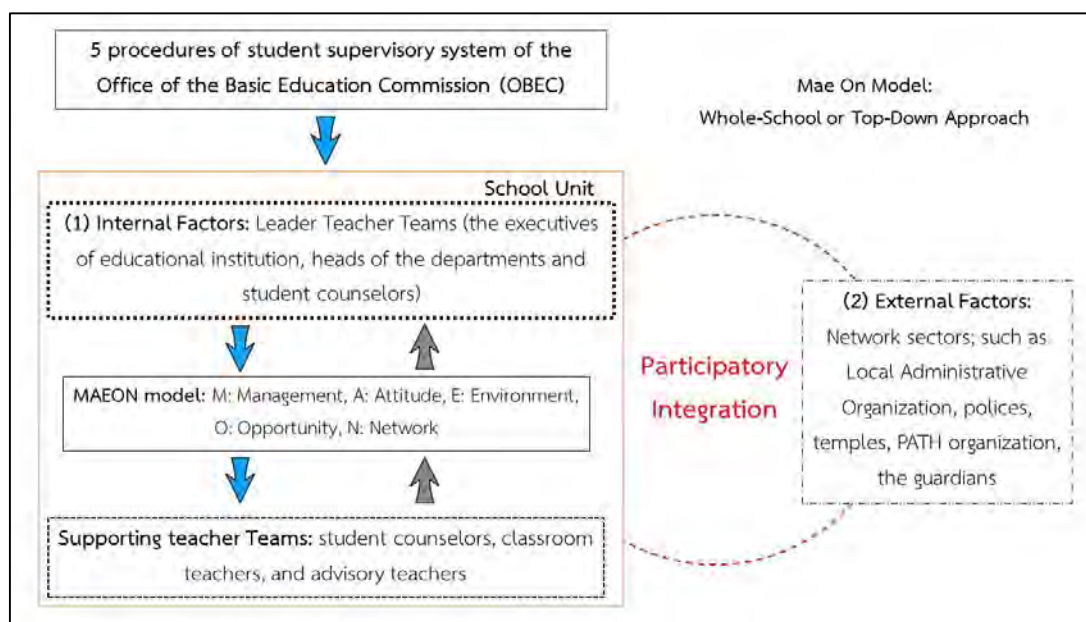 5 procedures of student supervisory system of the
Office of the Basic Education Commission (OBEC)
Mae On Model:
Whole-School or Top-Down Approach
School Unit
(1) Internal Factors: Leader Teacher Teams (the executives
of educational institution, heads of the departments and
student counselors)
MAEON model: M: Management, A: Attitude, E: Environment,
O: Opportunity, N: Network
Supporting teacher Teams: student counselors, classroom
teachers, and advisory teachers
Participatory
Integration
(2) External Factors:
Network sectors; such as
Local Administrative
Organization, polices,
temples, PATH organization,
the guardians